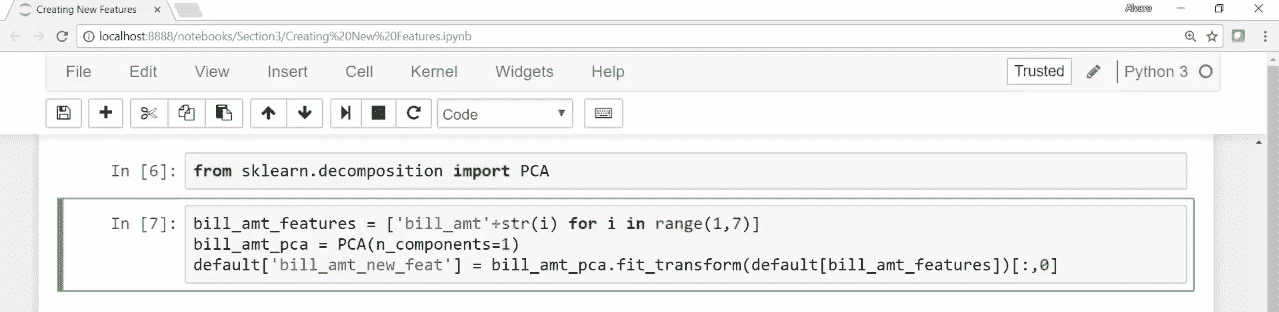 Creating New Features
Alvaro
localhost:8888/notebooks/Section3/Creating%20New%20Features.ipynb
File Edit View Insert Cell Kernel Widgets Help Trusted Python 3
Code
In [6]: from sklearn.decomposition import PCA
In [7]: bill_amt_features = ['bill_amt'+str(i) for i in range(1,7)]
bill_amt_pca = PCA(n_components=1)
default['bill_amt_new_feat'] = bill_amt_pca.fit_transform(default[bill_amt_features])[:,0]